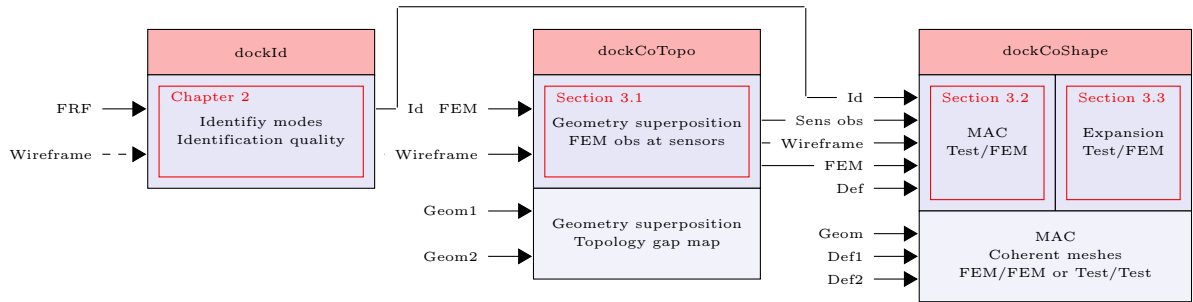 dockId
FRF
Wireframe
Chapter 2
Identifiy modes
Identification quality
Id
dockCoTopo
FEM
Wireframe
Section 3.1
Geometry superposition
FEM obs at sensors
Geom1
Geom2
Geometry superposition
Topology gap map
dockCoShape
Id
Sens obs
Wireframe
FEM
Def
Section 3.2
MAC
Test/FEM
Section 3.3
Expansion
Test/FEM
Geom
Def1
Def2
MAC
Coherent meshes
FEM/FEM or Test/Test